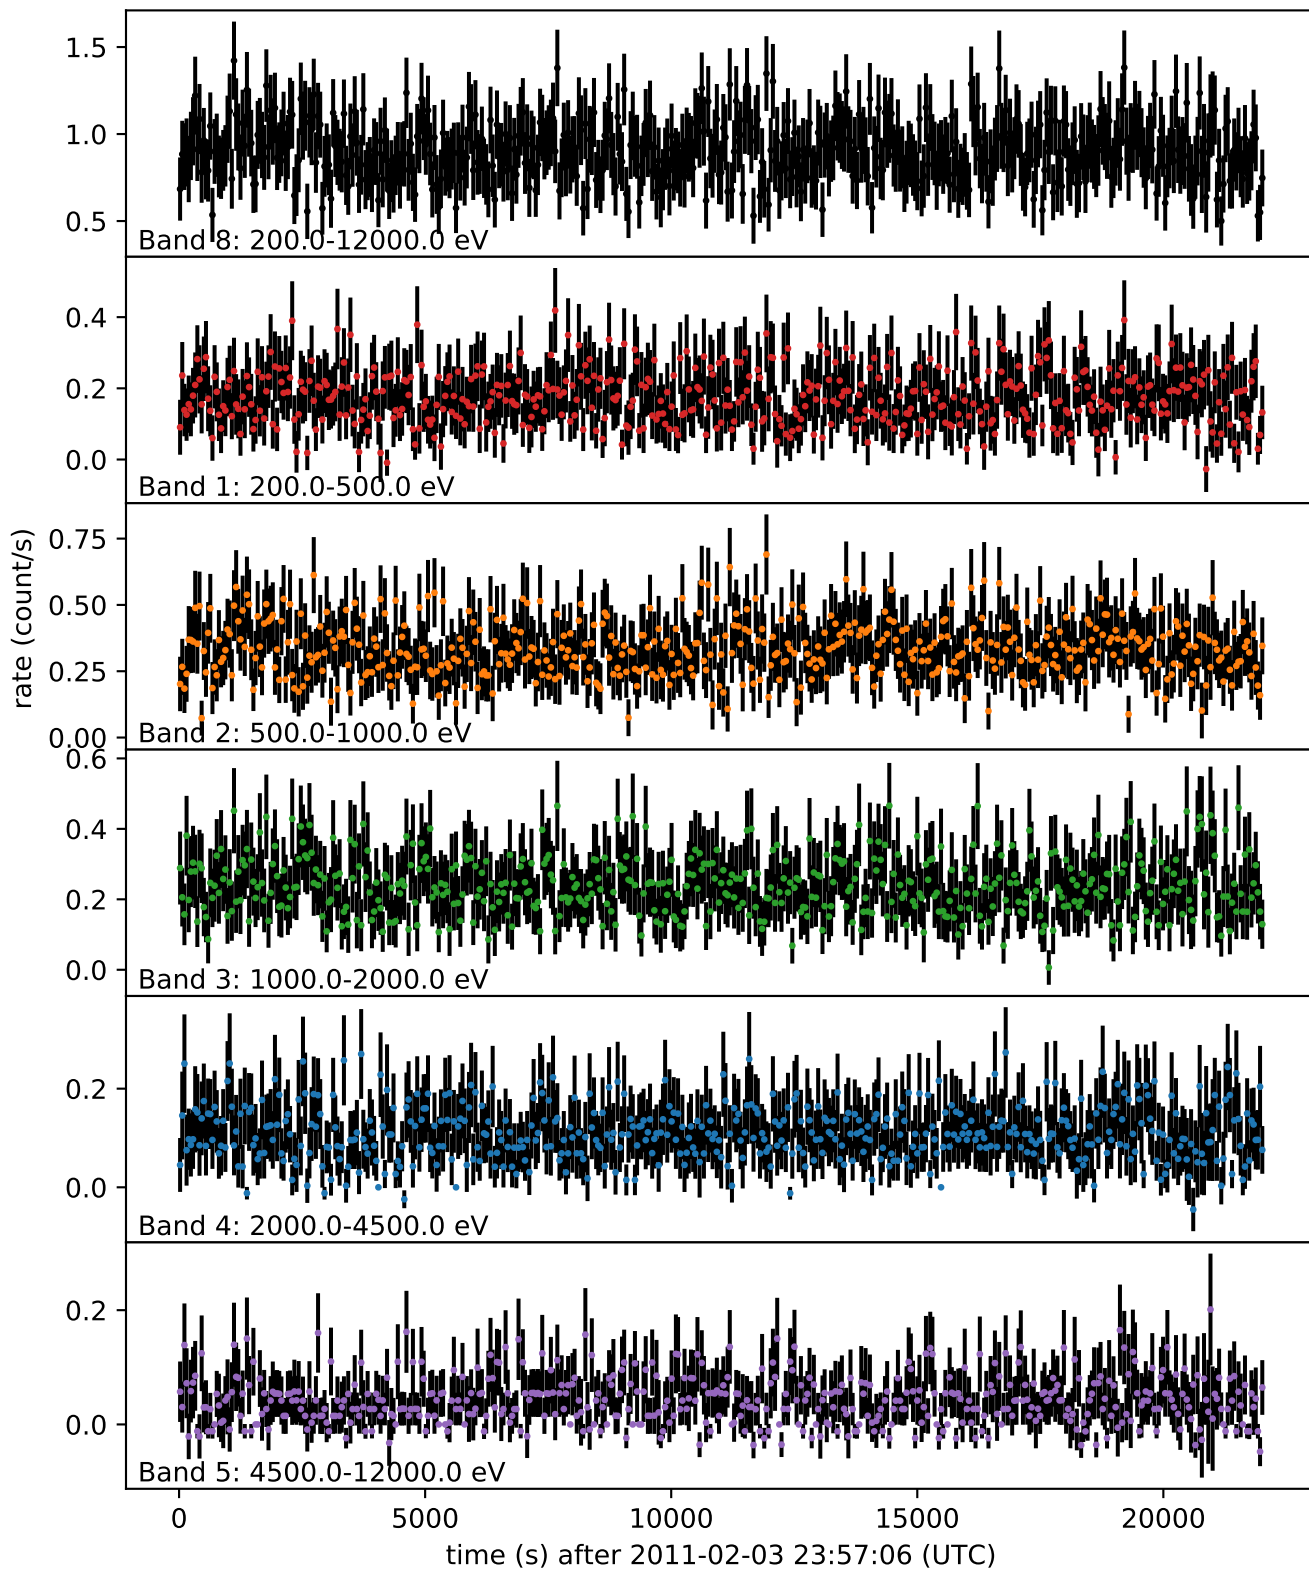 1.5
1.0
0.5
Band 8: 200.0-12000.0 eV
0.4
0.2
0.0
Band 1: 200.0-500.0 eV
rate (count/s)
0.75
0.50
0.25
0.00
Band 2: 500.0-1000.0 eV
0.6
0.4
0.2
0.0
Band 3: 1000.0-2000.0 eV
0.2
0.0
Band 4: 2000.0-4500.0 eV
0.2
0.0
Band 5: 4500.0-12000.0 eV
0 5000 10000 15000 20000
time (s) after 2011-02-03 23:57:06 (UTC)